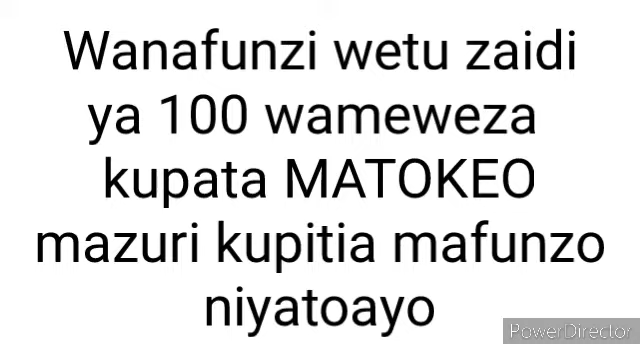 Wanafunzi wetu zaidi
ya 100 wameweza
kupata MATOKEO
mazuri kupitia mafunzo
niyatoayo
PowerDirector